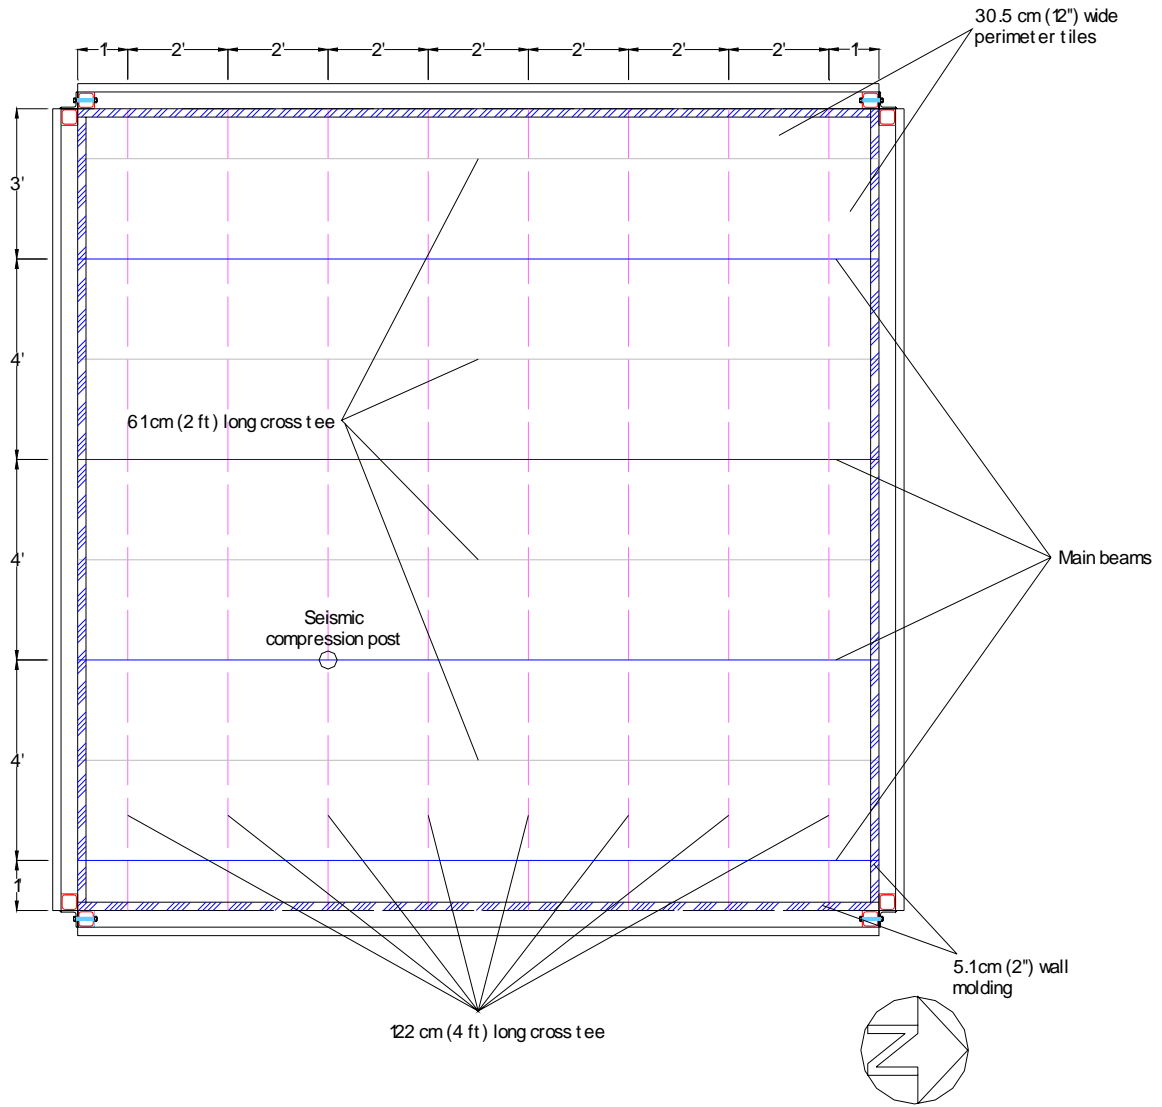 30.5 cm (12") wide
perimeter tiles
1 2' 2' 2' 2' 2' 2' 2' 1
3'
4'
61cm (2 ft) long cross tee
4'
4'
Main beams
Seismic
compression post
4'
1
5.1cm (2") wall
molding
122 cm (4 ft) long cross tee
N